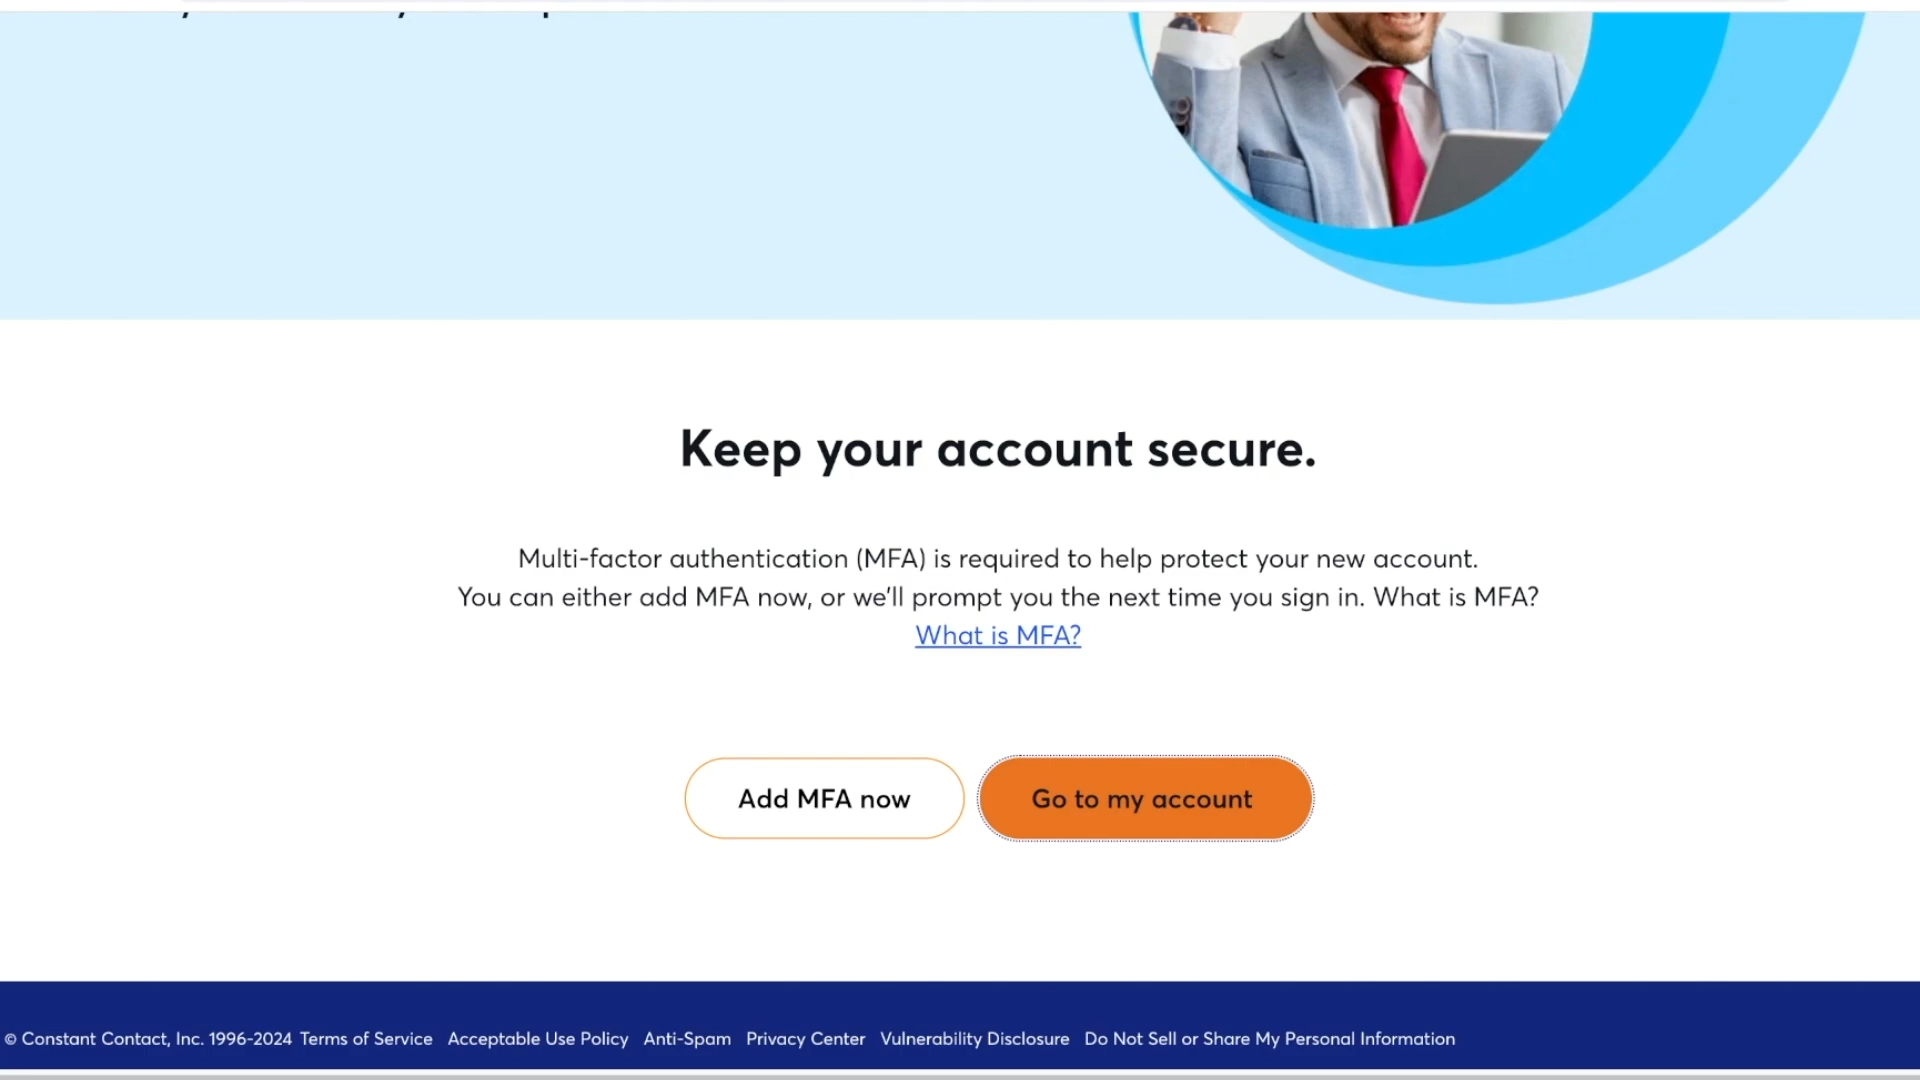 Keep your account secure.
Multi-factor authentication (MFA) is required to help protect your new account.
You can either add MFA now, or we'll prompt you the next time you sign in. What is MFA?
What is MFA?
Add MFA now
Go to my account
© Constant Contact, Inc. 1996-2024 Terms of Service Acceptable Use Policy Anti-Spam Privacy Center Vulnerability Disclosure Do Not Sell or Share My Personal Information